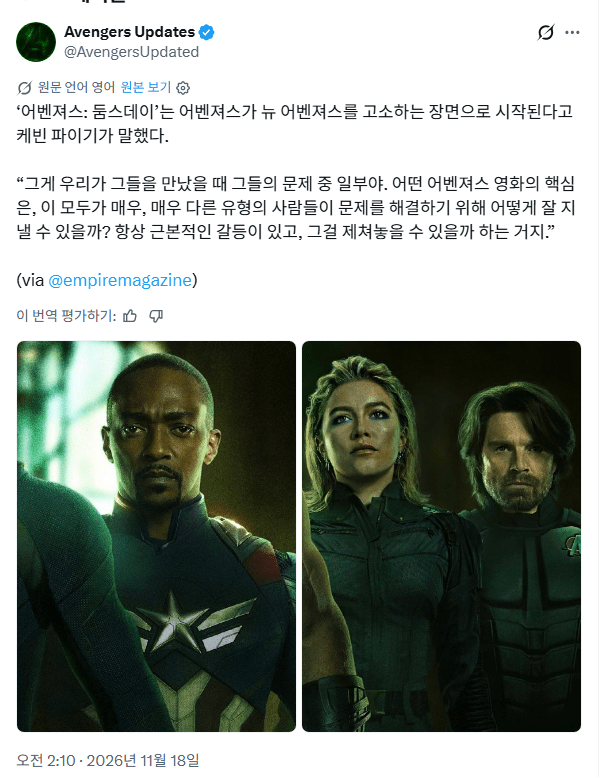 Avengers Updates
@AvengersUpdated
원문 언어 영어 원본 보기
‘어벤져스: 둠스데이’는 어벤져스가 뉴 어벤져스를 고소하는 장면으로 시작된다고
케빈 파이기가 말했다.
“그게 우리가 그들을 만났을 때 그들의 문제 중 일부야. 어떤 어벤져스 영화의 핵심
은, 이 모두가 매우, 매우 다른 유형의 사람들이 문제를 해결하기 위해 어떻게 잘 지
낼 수 있을까? 항상 근본적인 갈등이 있고, 그걸 제쳐놓을 수 있을까 하는 거지.”
(via @empiremagazine)
이 번역 평가하기:
오전 2:10 · 2026년 11월 18일